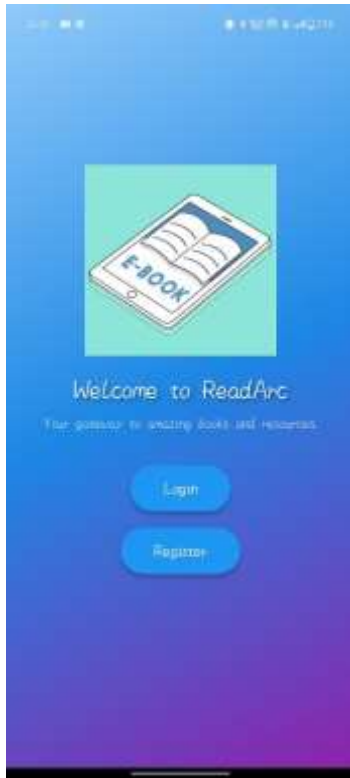 E-BOOK
Welcome to ReadArc
Your gateway to amazing books and resources
Login
Register